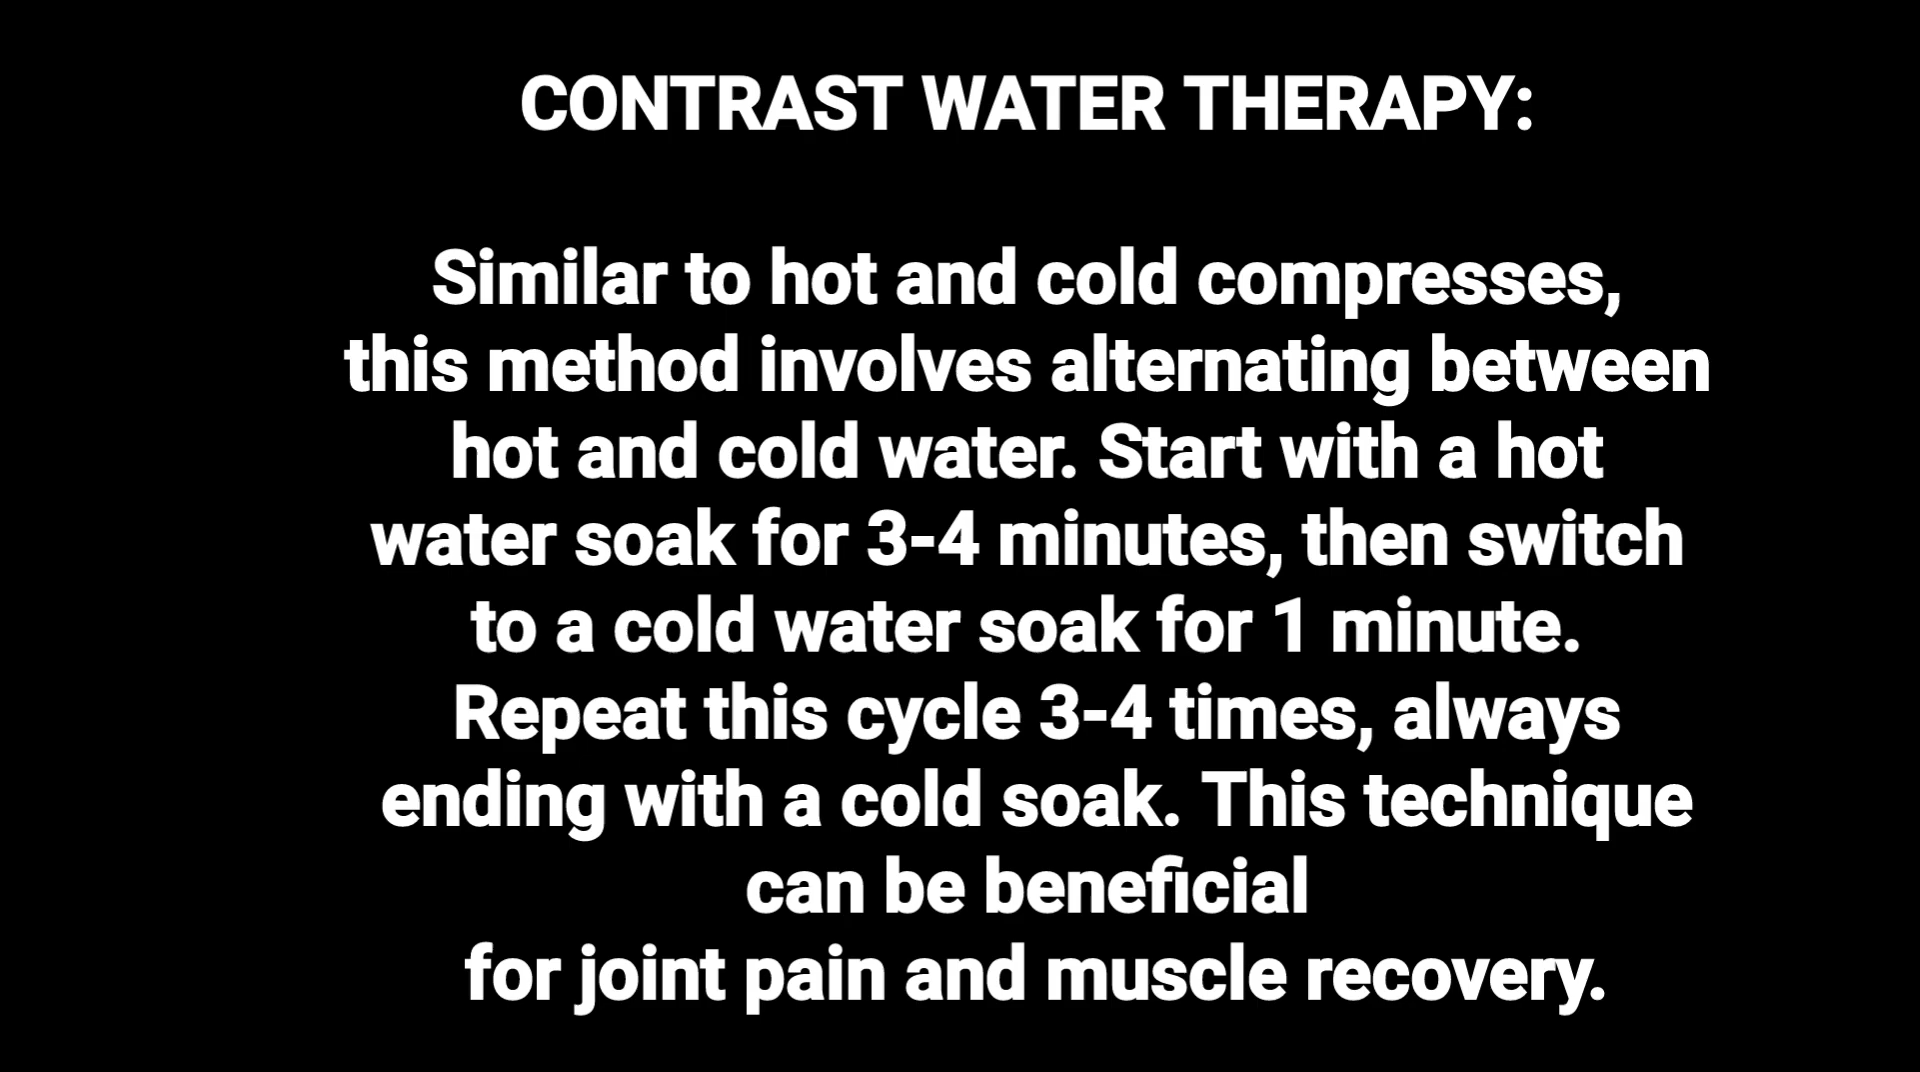 CONTRAST WATER THERAPY:
Similar to hot and cold compresses,
this method involves alternating between
hot and cold water. Start with a hot
water soak for 3-4 minutes, then switch
to a cold water soak for 1 minute.
Repeat this cycle 3-4 times, always
ending with a cold soak. This technique
can be beneficial
for joint pain and muscle recovery.